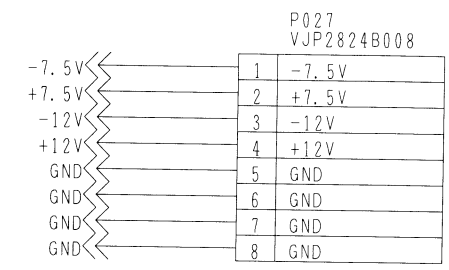 P027
VJP2824B008
-7.5V 1 -7.5V
+7.5V 2 +7.5V
-12V 3 -12V
+12V 4 +12V
GND 5 GND
GND 6 GND
GND 7 GND
GND 8 GND